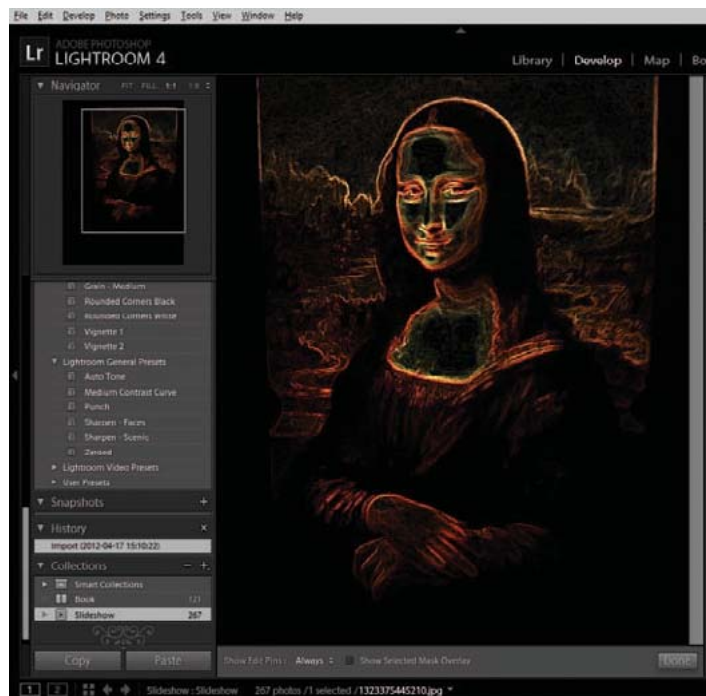 File Edit Develop Photo Settings Tools View Window Help
Lr ADOBE PHOTOSHOP
LIGHTROOM 4
Library | Develop | Map | Bo
Navigator FIT FILL 1:1 1:8
Grain - Medium
Rounded Corners Black
Rounded Corners White
Vignette 1
Vignette 2
Lightroom General Presets
Auto Tone
Medium Contrast Curve
Punch
Sharpen - Faces
Sharpen - Scenic
Zeroed
Lightroom Video Presets
User Presets
Snapshots +
History ×
Import (2012-04-17 15:10:22)
Collections − +
Smart Collections
Book 121
Slideshow 267
Copy Paste Show Edit Pins: Always Show Selected Mask Overlay Done
1 2 Slideshow : Slideshow 267 photos /1 selected /1323375445210.jpg